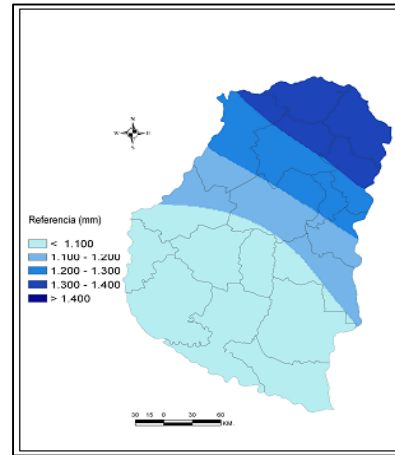 N
W E
S
Referencia (mm)
< 1.100
1.100 - 1.200
1.200 - 1.300
1.300 - 1.400
> 1.400
30 15 0 30 60
KM.